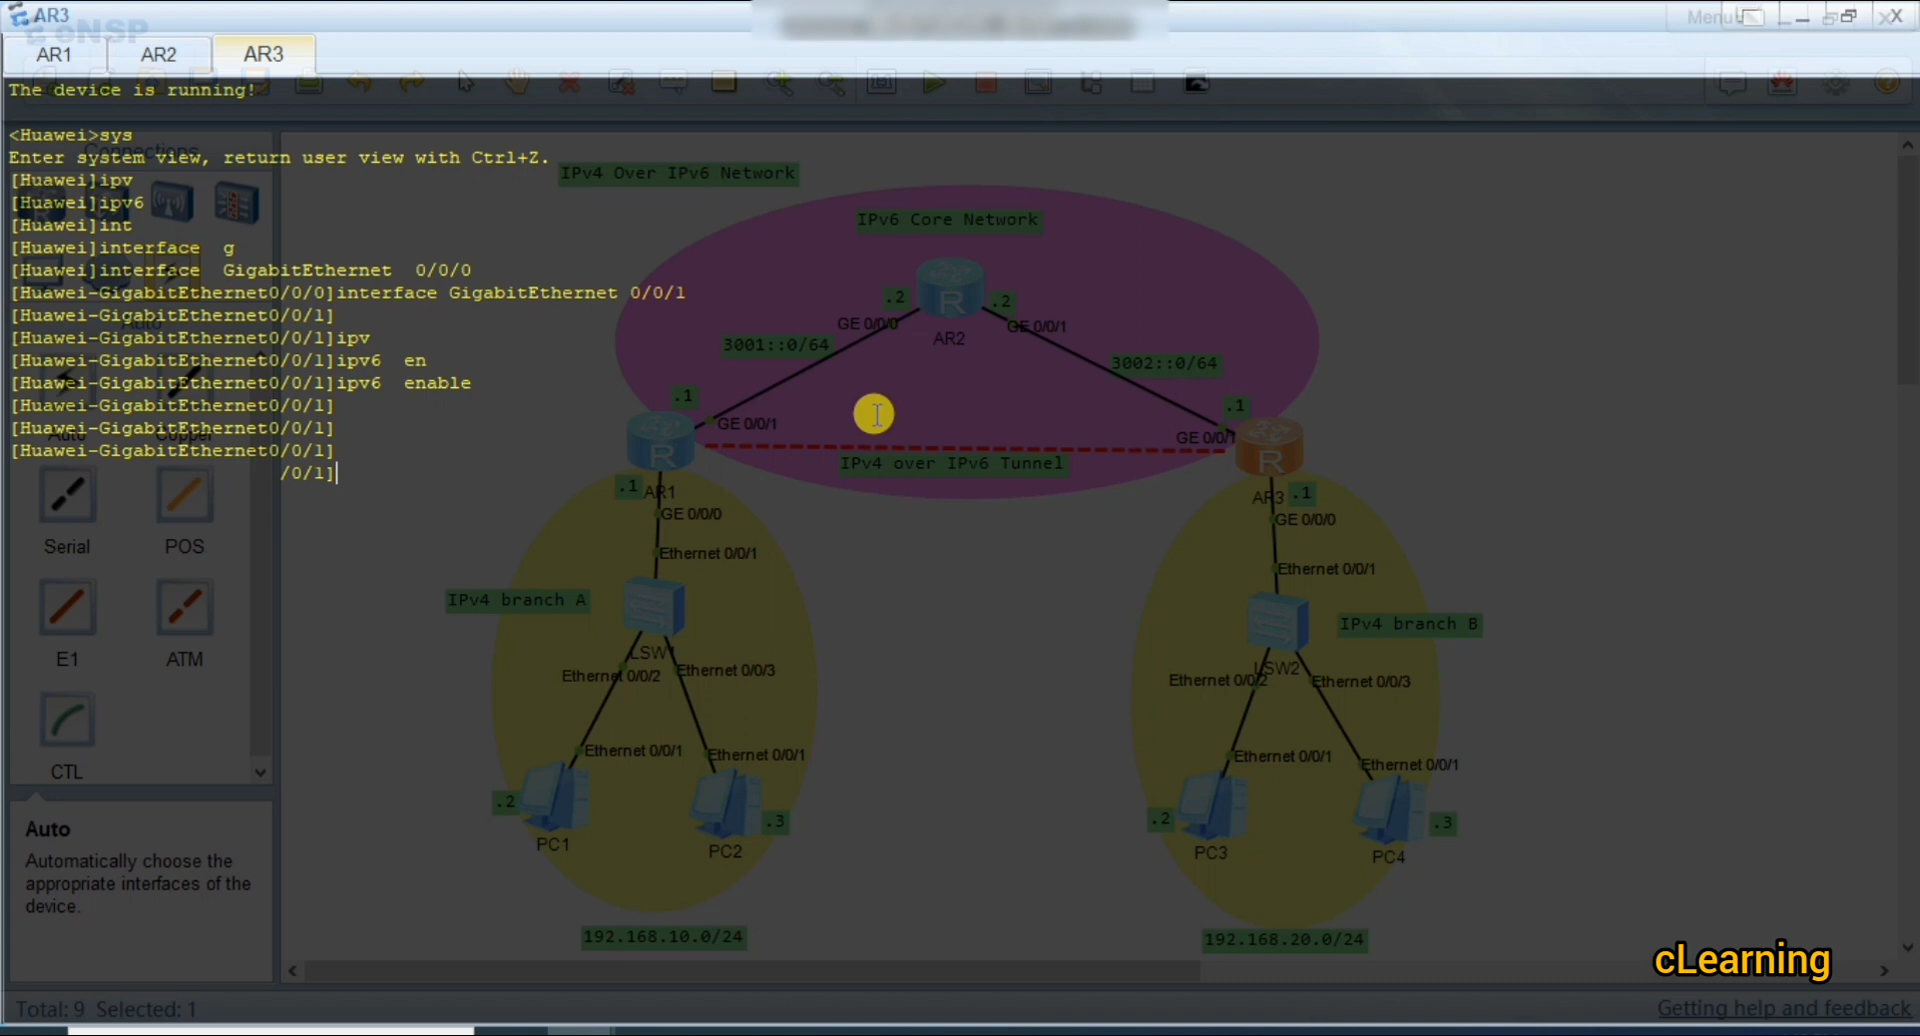 AR3
eNSP
Menu
AR1 AR2 AR3
The device is running!
<Huawei>sys
Enter system view, return user view with Ctrl+Z.
[Huawei]ipv
[Huawei]ipv6
[Huawei]int
[Huawei]interface  g
[Huawei]interface  GigabitEthernet  0/0/0
[Huawei-GigabitEthernet0/0/0]interface GigabitEthernet 0/0/1
[Huawei-GigabitEthernet0/0/1]
[Huawei-GigabitEthernet0/0/1]ipv
[Huawei-GigabitEthernet0/0/1]ipv6  en
[Huawei-GigabitEthernet0/0/1]ipv6  enable
[Huawei-GigabitEthernet0/0/1]
[Huawei-GigabitEthernet0/0/1]
[Huawei-GigabitEthernet0/0/1]
/0/1]
Connections
Auto
Auto Copper
Serial POS
E1 ATM
CTL
Auto
Automatically choose the
appropriate interfaces of the
device.
IPv4 Over IPv6 Network
IPv6 Core Network
.2 R .2
GE 0/0/0 GE 0/0/1
AR2
3001::0/64 3002::0/64
.1 .1
GE 0/0/1 GE 0/0/1
R R
IPv4 over IPv6 Tunnel
.1 AR1 AR3 .1
GE 0/0/0 GE 0/0/0
Ethernet 0/0/1 Ethernet 0/0/1
IPv4 branch A IPv4 branch B
LSW1 LSW2
Ethernet 0/0/2 Ethernet 0/0/3 Ethernet 0/0/2 Ethernet 0/0/3
Ethernet 0/0/1 Ethernet 0/0/1 Ethernet 0/0/1 Ethernet 0/0/1
.2 .3 .2 .3
PC1 PC2 PC3 PC4
192.168.10.0/24 192.168.20.0/24
cLearning
Total: 9 Selected: 1 Getting help and feedback